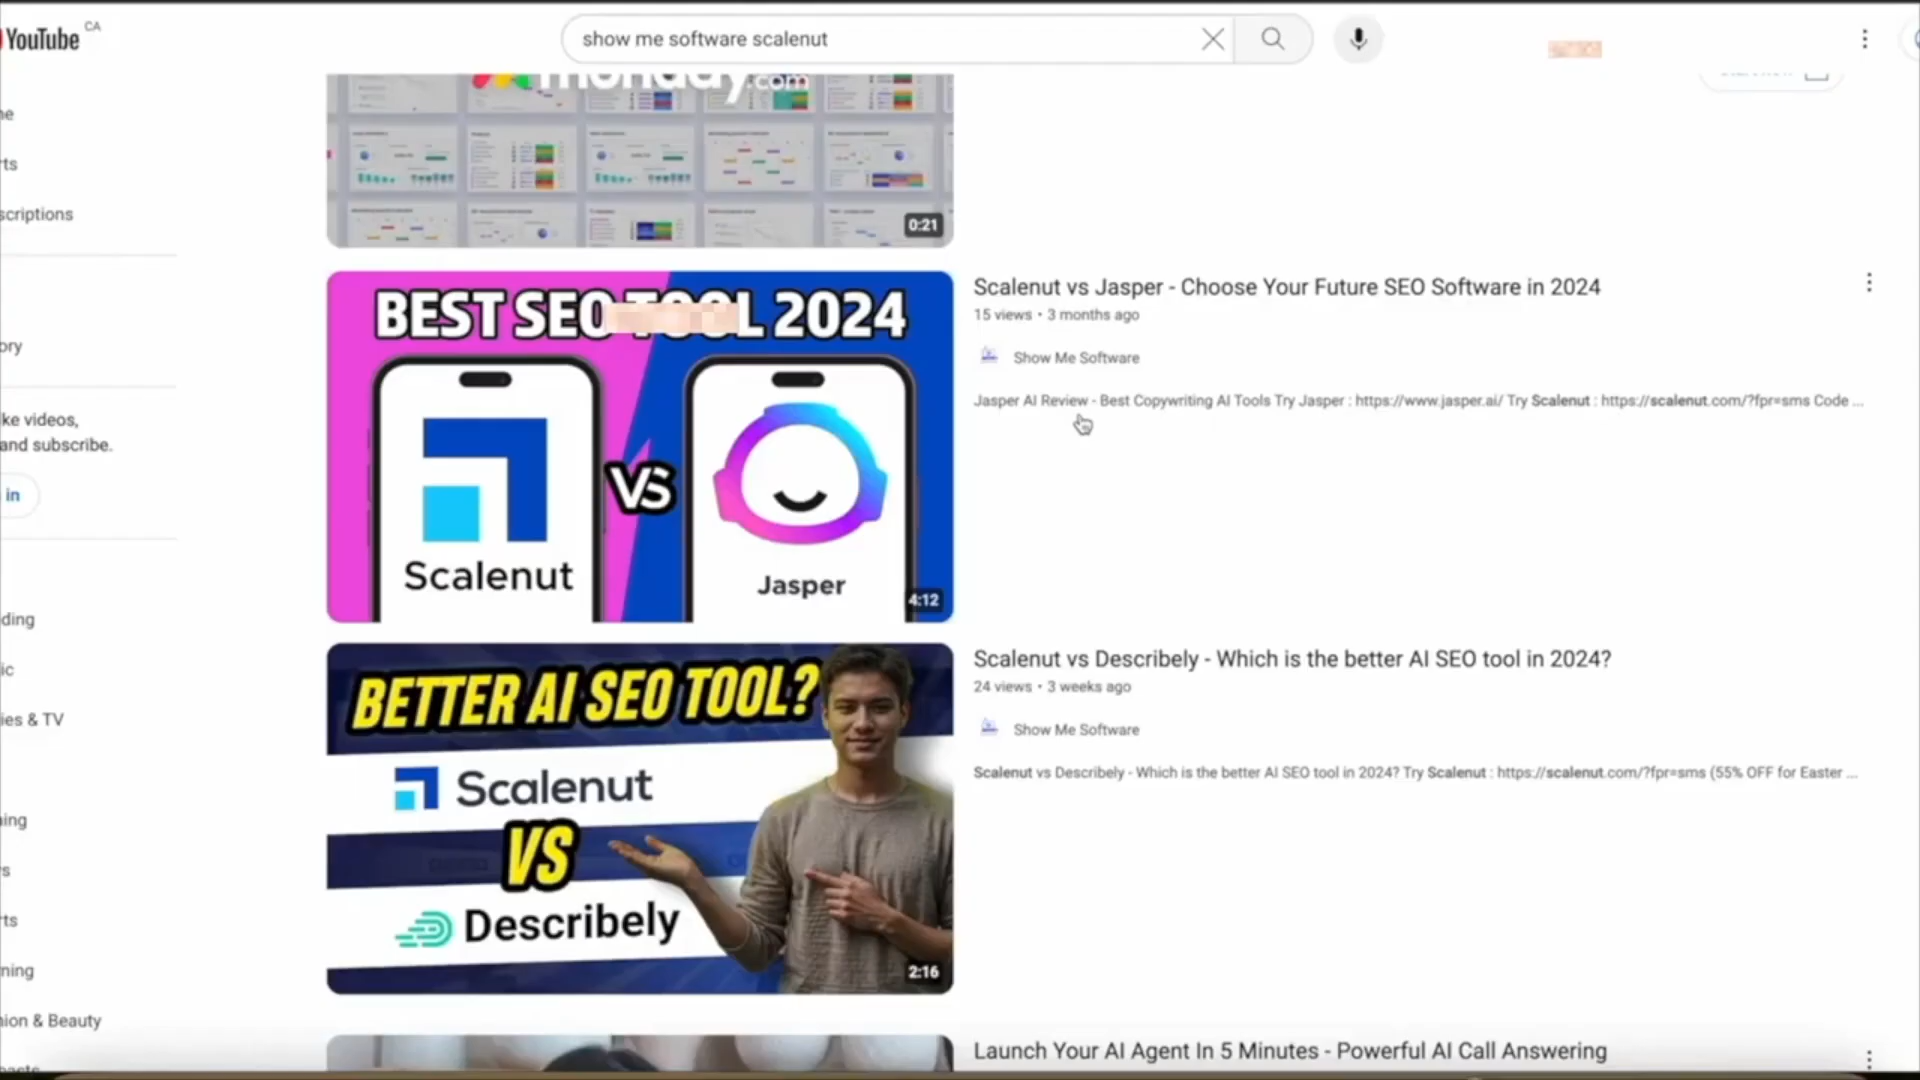 YouTube CA
show me software scalenut
monday.com
0:21
scriptions
ory
ke videos,
and subscribe.
in
ding
ic
ies & TV
ning
ion & Beauty
BEST SEO TOOL 2024
Scalenut
VS
Jasper
4:12
Scalenut vs Jasper - Choose Your Future SEO Software in 2024
15 views • 3 months ago
Show Me Software
Jasper AI Review - Best Copywriting AI Tools Try Jasper : https://www.jasper.ai/ Try Scalenut : https://scalenut.com/?fpr=sms Code ...
BETTER AI SEO TOOL?
Scalenut
VS
Describely
2:16
Scalenut vs Describely - Which is the better AI SEO tool in 2024?
24 views • 3 weeks ago
Show Me Software
Scalenut vs Describely - Which is the better AI SEO tool in 2024? Try Scalenut : https://scalenut.com/?fpr=sms (55% OFF for Easter ...
Launch Your AI Agent In 5 Minutes - Powerful AI Call Answering